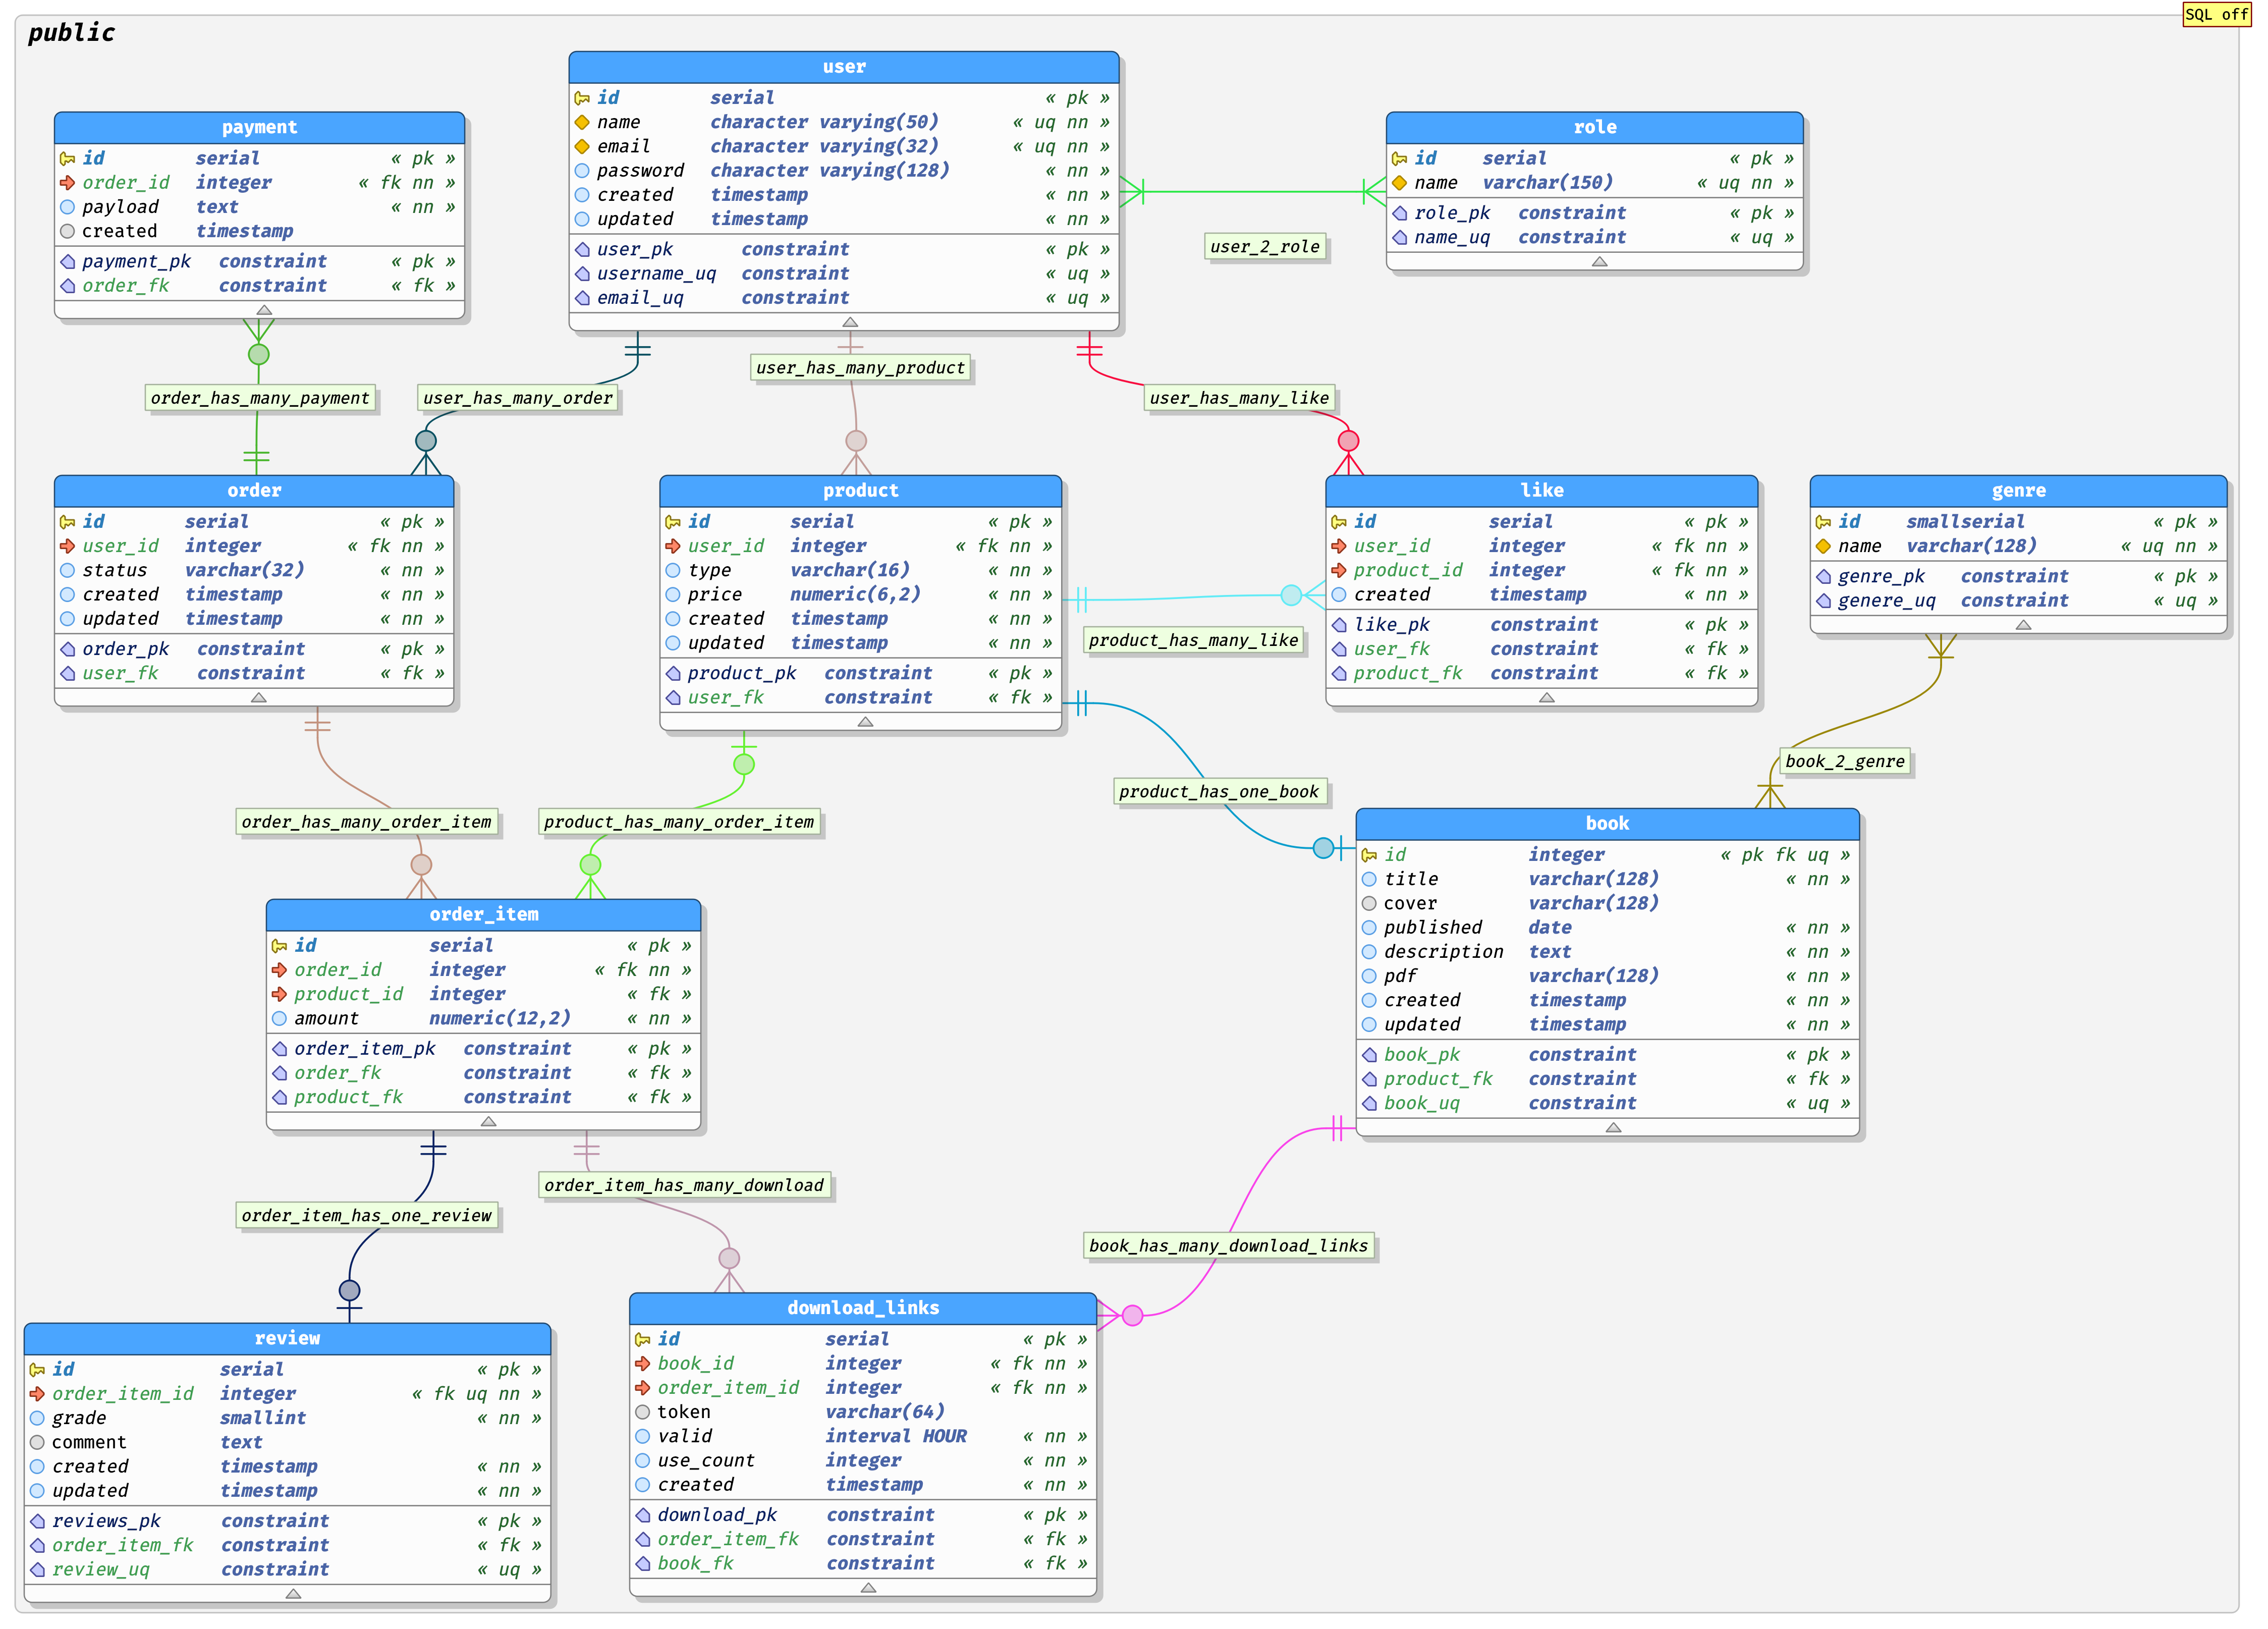 SQL off
public
user
id serial « pk »
name character varying(50) « uq nn »
email character varying(32) « uq nn »
password character varying(128) « nn »
created timestamp « nn »
updated timestamp « nn »
user_pk constraint « pk »
username_uq constraint « uq »
email_uq constraint « uq »
payment
id serial « pk »
order_id integer « fk nn »
payload text « nn »
created timestamp
payment_pk constraint « pk »
order_fk constraint « fk »
role
id serial « pk »
name varchar(150) « uq nn »
role_pk constraint « pk »
name_uq constraint « uq »
user_2_role
user_has_many_product
order_has_many_payment
user_has_many_order
user_has_many_like
order
id serial « pk »
user_id integer « fk nn »
status varchar(32) « nn »
created timestamp « nn »
updated timestamp « nn »
order_pk constraint « pk »
user_fk constraint « fk »
product
id serial « pk »
user_id integer « fk nn »
type varchar(16) « nn »
price numeric(6,2) « nn »
created timestamp « nn »
updated timestamp « nn »
product_pk constraint « pk »
user_fk constraint « fk »
product_has_many_like
like
id serial « pk »
user_id integer « fk nn »
product_id integer « fk nn »
created timestamp « nn »
like_pk constraint « pk »
user_fk constraint « fk »
product_fk constraint « fk »
genre
id smallserial « pk »
name varchar(128) « uq nn »
genre_pk constraint « pk »
genere_uq constraint « uq »
book_2_genre
product_has_one_book
order_has_many_order_item
product_has_many_order_item
book
id integer « pk fk uq »
title varchar(128) « nn »
cover varchar(128)
published date « nn »
description text « nn »
pdf varchar(128) « nn »
created timestamp « nn »
updated timestamp « nn »
book_pk constraint « pk »
product_fk constraint « fk »
book_uq constraint « uq »
order_item
id serial « pk »
order_id integer « fk nn »
product_id integer « fk »
amount numeric(12,2) « nn »
order_item_pk constraint « pk »
order_fk constraint « fk »
product_fk constraint « fk »
order_item_has_many_download
order_item_has_one_review
book_has_many_download_links
review
id serial « pk »
order_item_id integer « fk uq nn »
grade smallint « nn »
comment text
created timestamp « nn »
updated timestamp « nn »
reviews_pk constraint « pk »
order_item_fk constraint « fk »
review_uq constraint « uq »
download_links
id serial « pk »
book_id integer « fk nn »
order_item_id integer « fk nn »
token varchar(64)
valid interval HOUR « nn »
use_count integer « nn »
created timestamp « nn »
download_pk constraint « pk »
order_item_fk constraint « fk »
book_fk constraint « fk »